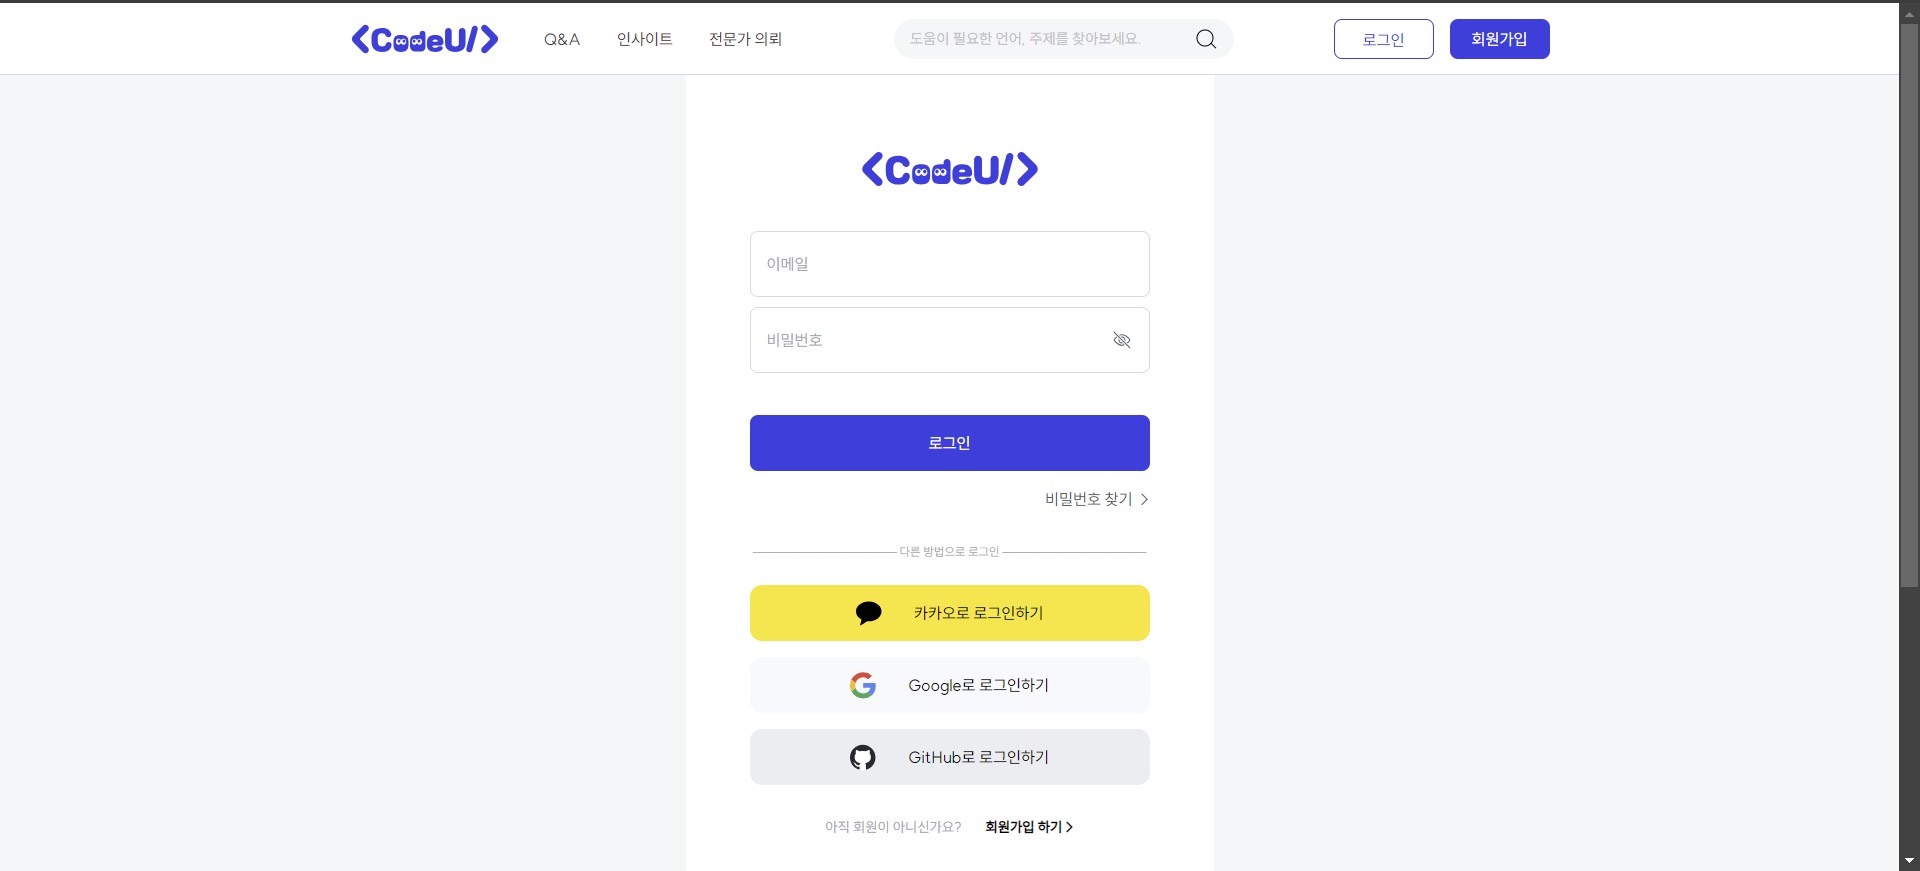 <CodeU/>
Q&A
인사이트
전문가 의뢰
도움이 필요한 언어, 주제를 찾아보세요.
로그인
회원가입
<CodeU/>
이메일
비밀번호
로그인
비밀번호 찾기
다른 방법으로 로그인
카카오로 로그인하기
Google로 로그인하기
GitHub로 로그인하기
아직 회원이 아니신가요? 회원가입 하기